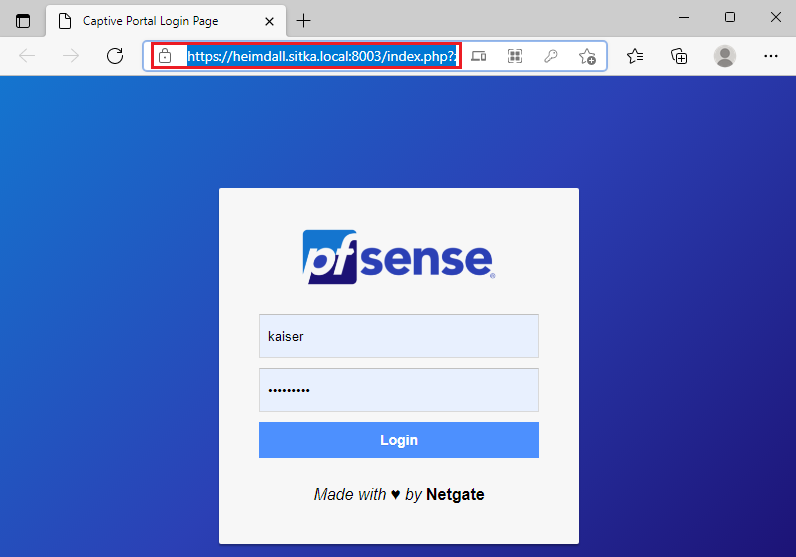 Captive Portal Login Page
https://heimdall.sitka.local:8003/index.php?z
pfsense
kaiser
•••••••••
Login
Made with ♥ by Netgate